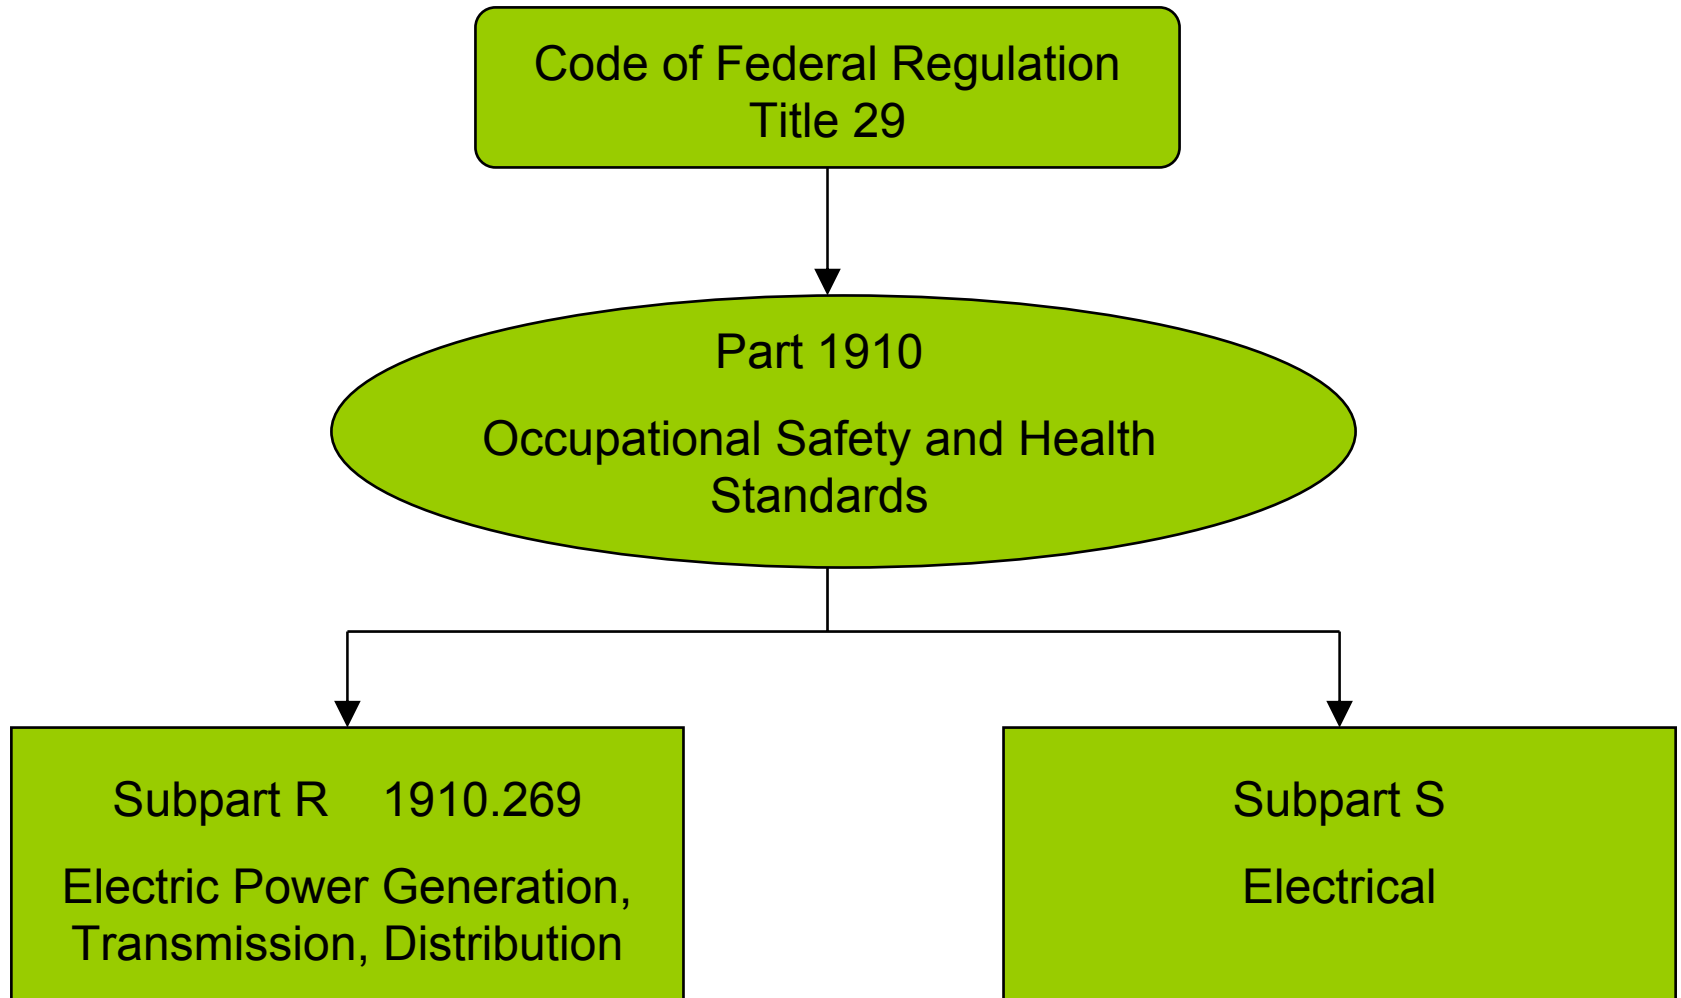 Code of Federal Regulation
Title 29
Part 1910
Occupational Safety and Health
Standards
Subpart R 1910.269
Electric Power Generation,
Transmission, Distribution
Subpart S
Electrical